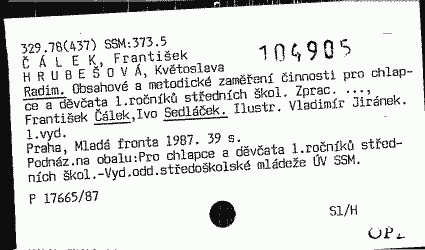 329.78(437) SSM:373.5
104905
Č Á L E K, František
H R U B E Š O V Á, Květoslava
Radim. Obsahové a metodické zaměření činnosti pro chlap-
ce a děvčata 1.ročníků středních škol. Zprac. ...,
František Čálek,Ivo Sedláček. Ilustr. Vladimír Jiránek.
1.vyd.
Praha, Mladá fronta 1987. 39 s.
Podnáz.na obalu:Pro chlapce a děvčata 1.ročníků střed-
ních škol.-Vyd.odd.středoškolské mládeže ÚV SSM.
P 17665/87
Sl/H